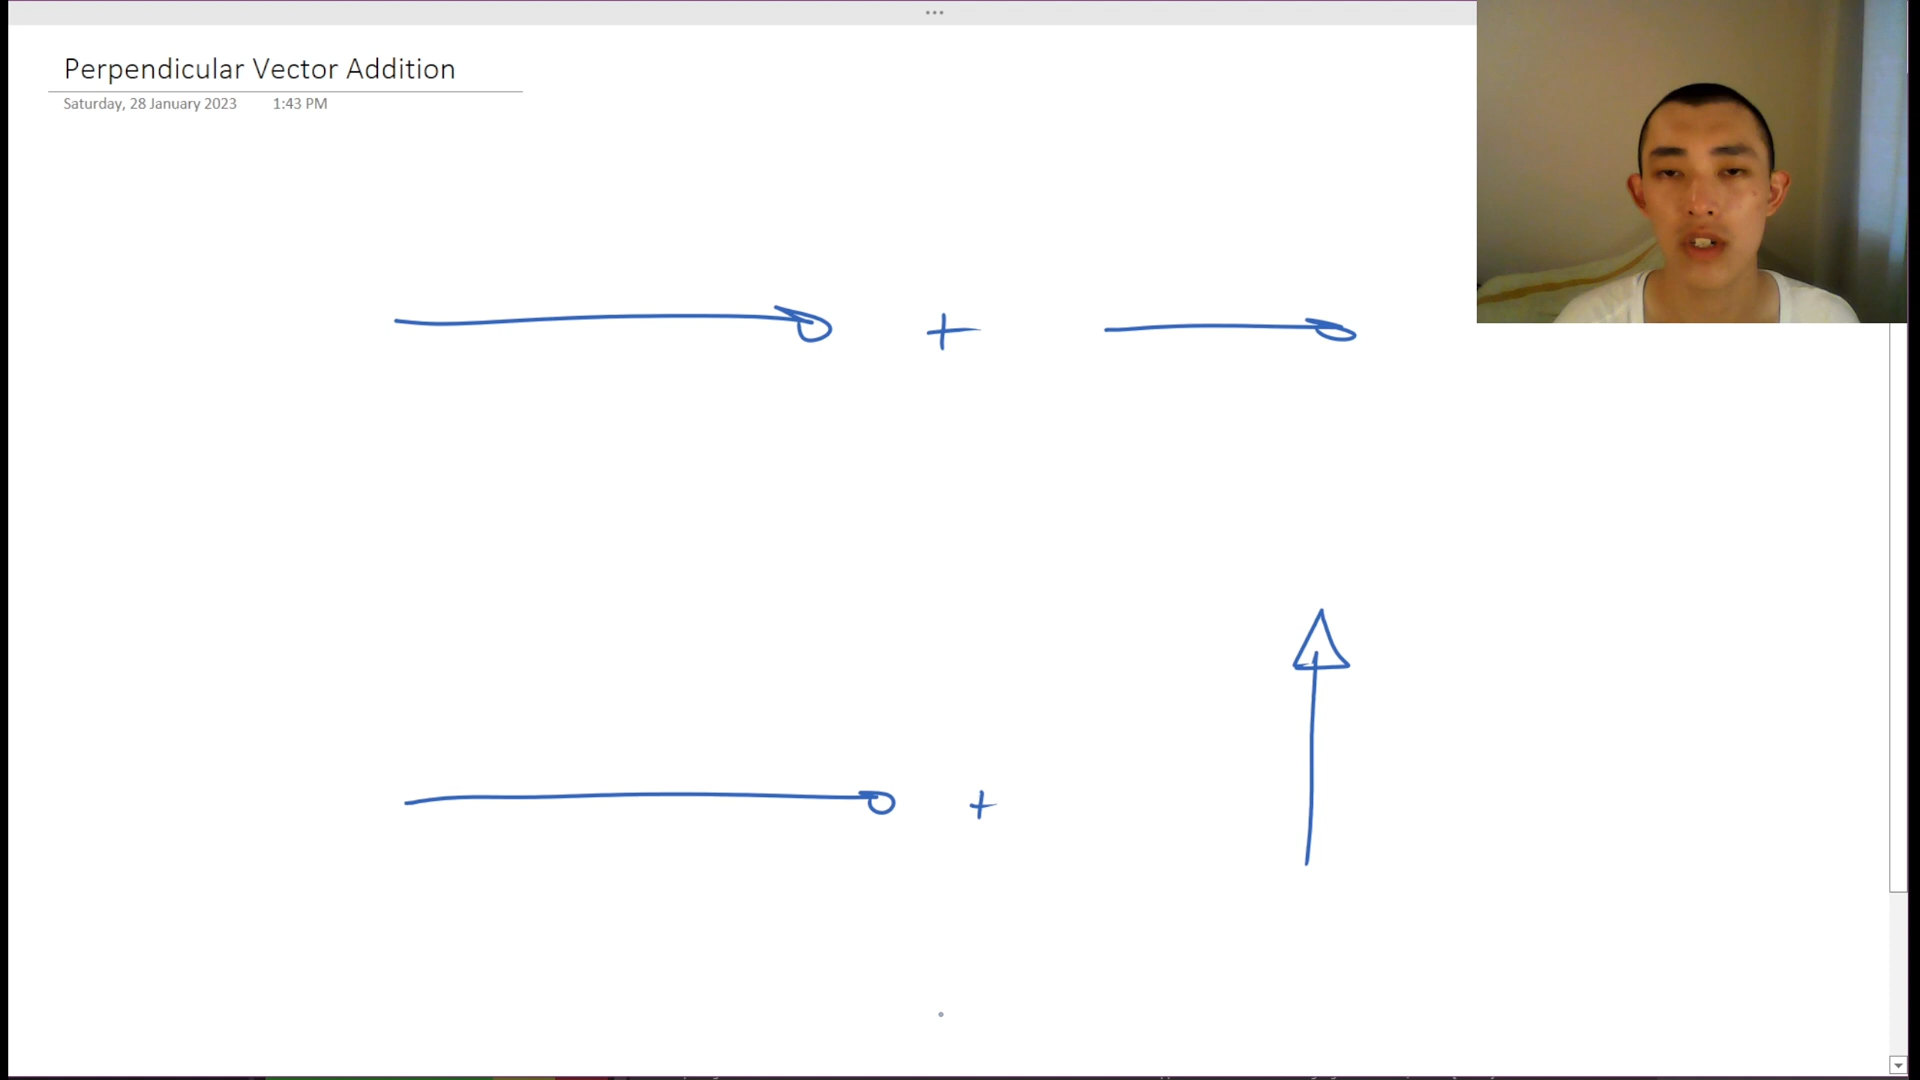 Perpendicular Vector Addition
Saturday, 28 January 2023 1:43 PM
+
+